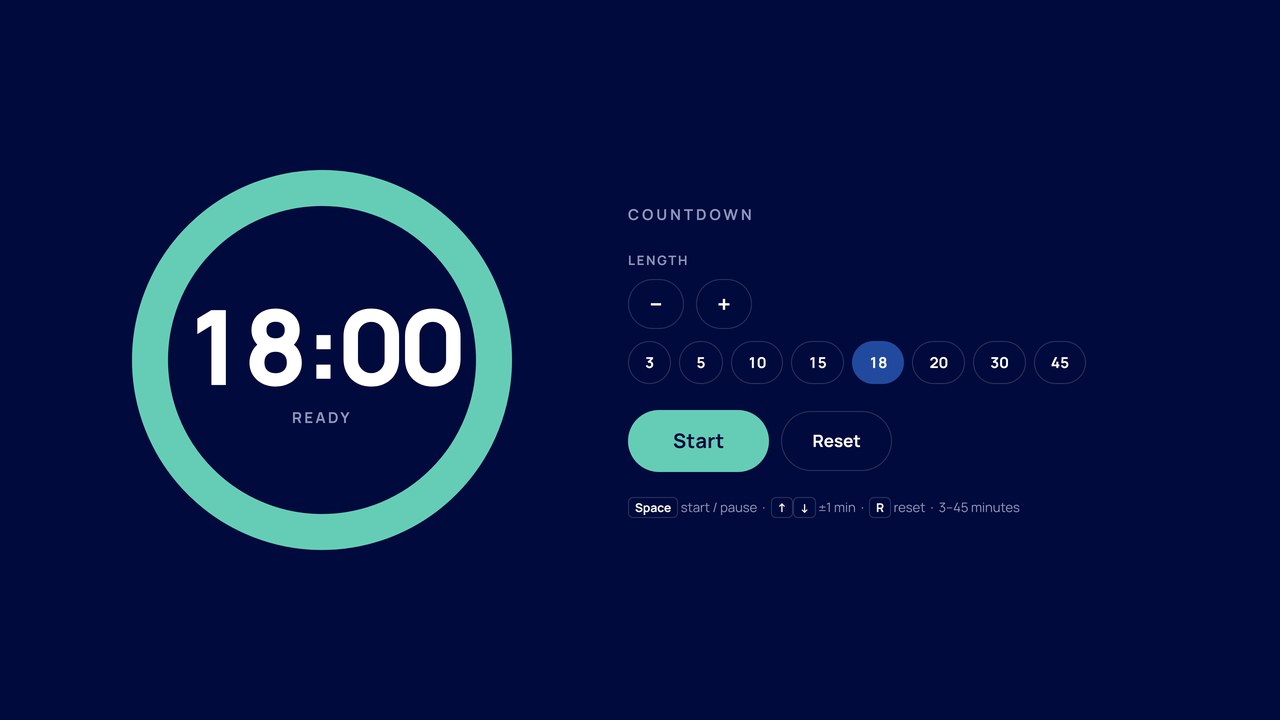 18:00
READY
COUNTDOWN
LENGTH
− +
3 5 10 15 18 20 30 45
Start Reset
Space start / pause · ↑ ↓ ±1 min · R reset · 3–45 minutes